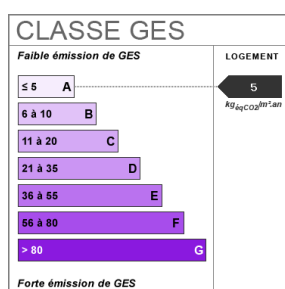 CLASSE GES
Faible émission de GES
LOGEMENT
≤ 5 A
5
kgéqCO2/m².an
6 à 10 B
11 à 20 C
21 à 35 D
36 à 55 E
56 à 80 F
> 80 G
Forte émission de GES